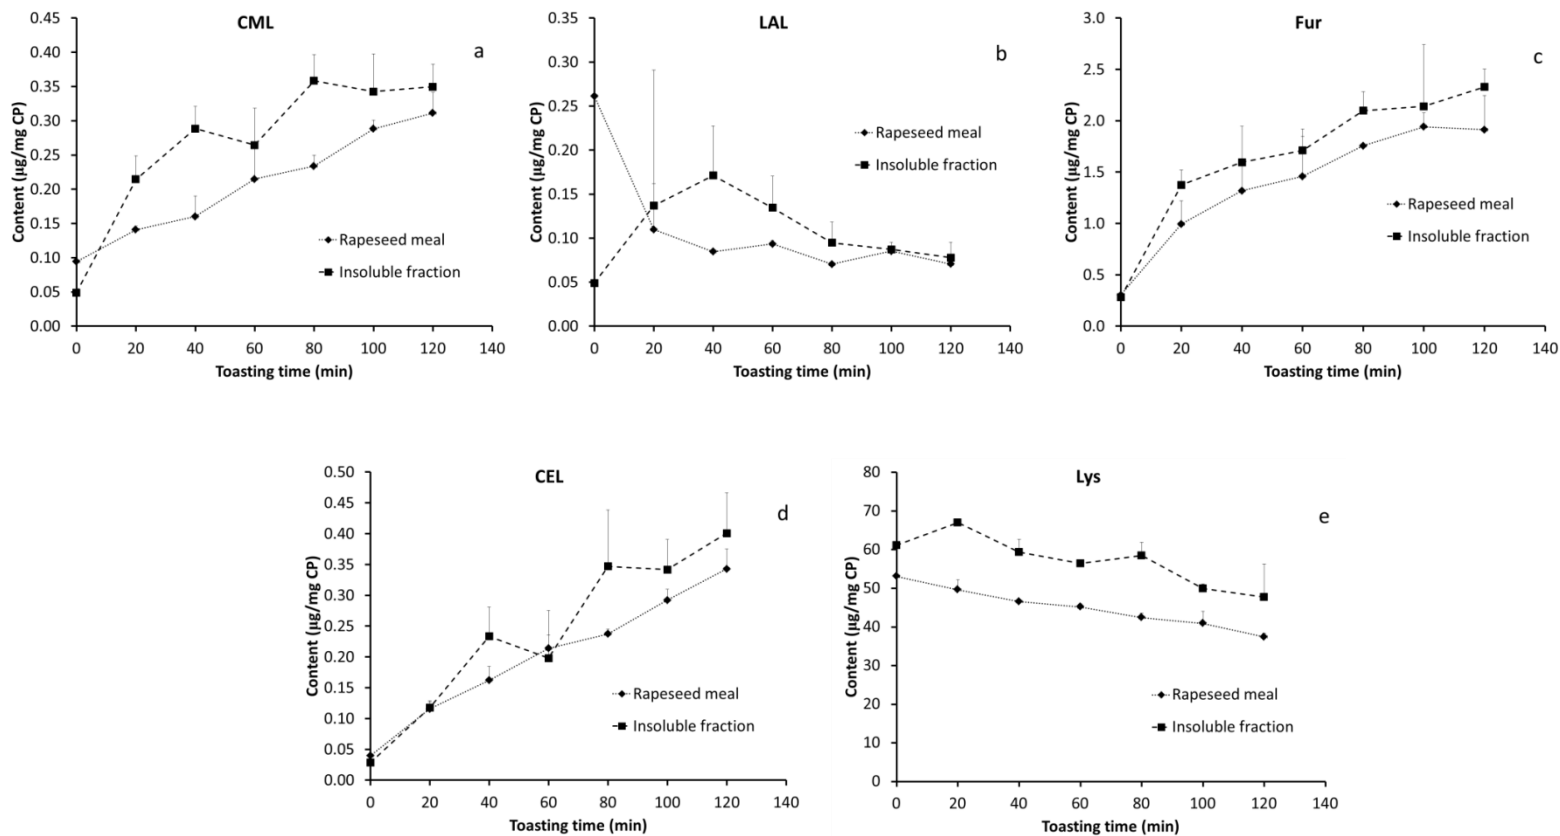 CML
a
Content (µg/mg CP)
0.45
0.40
0.35
0.30
0.25
0.20
0.15
0.10
0.05
0.00
Rapeseed meal
Insoluble fraction
0 20 40 60 80 100 120 140
Toasting time (min)
LAL
b
Content (µg/mg CP)
0.35
0.30
0.25
0.20
0.15
0.10
0.05
0.00
Rapeseed meal
Insoluble fraction
0 20 40 60 80 100 120 140
Toasting time (min)
Fur
c
Content (µg/mg CP)
3.0
2.5
2.0
1.5
1.0
0.5
0.0
Rapeseed meal
Insoluble fraction
0 20 40 60 80 100 120 140
Toasting time (min)
CEL
d
Content (µg/mg CP)
0.50
0.45
0.40
0.35
0.30
0.25
0.20
0.15
0.10
0.05
0.00
Rapeseed meal
Insoluble fraction
0 20 40 60 80 100 120 140
Toasting time (min)
Lys
e
Content (µg/mg CP)
80
70
60
50
40
30
20
10
0
Rapeseed meal
Insoluble fraction
0 20 40 60 80 100 120 140
Toasting time (min)